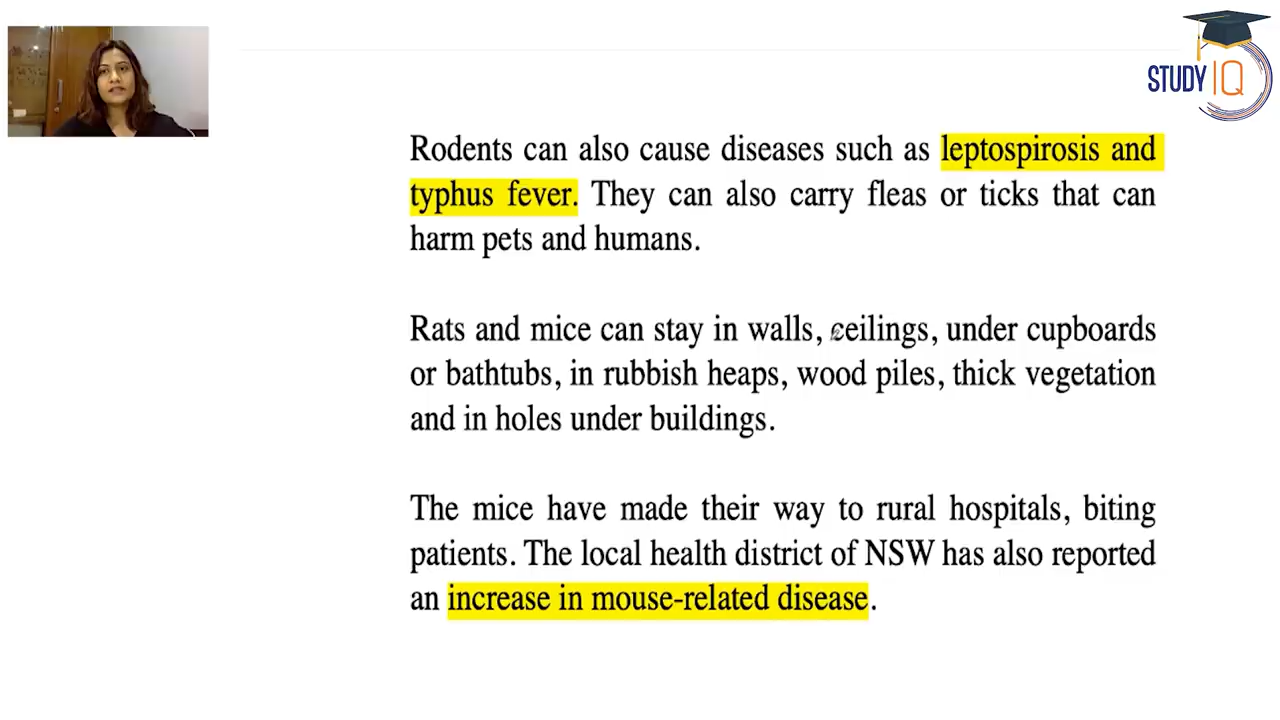 STUDY IQ
Rodents can also cause diseases such as leptospirosis and
typhus fever. They can also carry fleas or ticks that can
harm pets and humans.
Rats and mice can stay in walls, ceilings, under cupboards
or bathtubs, in rubbish heaps, wood piles, thick vegetation
and in holes under buildings.
The mice have made their way to rural hospitals, biting
patients. The local health district of NSW has also reported
an increase in mouse-related disease.